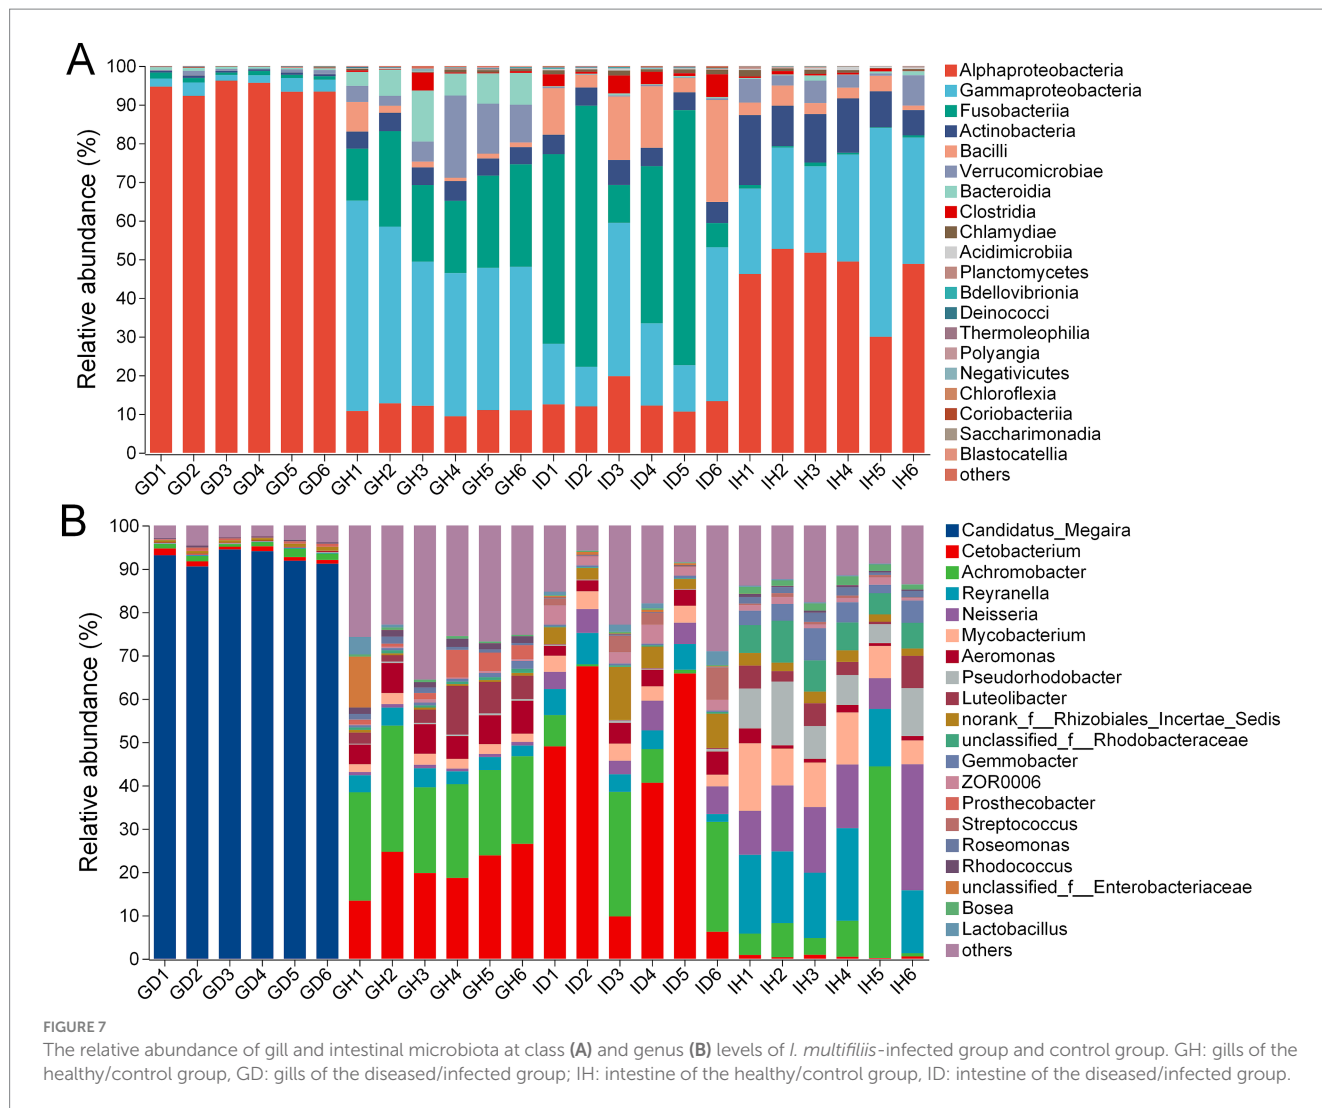 A
Relative abundance (%)
100
90
80
70
60
50
40
30
20
10
0
GD1 GD2 GD3 GD4 GD5 GD6 GH1 GH2 GH3 GH4 GH5 GH6 ID1 ID2 ID3 ID4 ID5 ID6 IH1 IH2 IH3 IH4 IH5 IH6
Alphaproteobacteria
Gammaproteobacteria
Fusobacteriia
Actinobacteria
Bacilli
Verrucomicrobiae
Bacteroidia
Clostridia
Chlamydiae
Acidimicrobiia
Planctomycetes
Bdellovibrionia
Deinococci
Thermoleophilia
Polyangia
Negativicutes
Chloroflexia
Coriobacteriia
Saccharimonadia
Blastocatellia
others
B
Relative abundance (%)
100
90
80
70
60
50
40
30
20
10
0
GD1 GD2 GD3 GD4 GD5 GD6 GH1 GH2 GH3 GH4 GH5 GH6 ID1 ID2 ID3 ID4 ID5 ID6 IH1 IH2 IH3 IH4 IH5 IH6
Candidatus_Megaira
Cetobacterium
Achromobacter
Reyranella
Neisseria
Mycobacterium
Aeromonas
Pseudorhodobacter
Luteolibacter
norank_f__Rhizobiales_Incertae_Sedis
unclassified_f__Rhodobacteraceae
Gemmobacter
ZOR0006
Prosthecobacter
Streptococcus
Roseomonas
Rhodococcus
unclassified_f__Enterobacteriaceae
Bosea
Lactobacillus
others
FIGURE 7
The relative abundance of gill and intestinal microbiota at class (A) and genus (B) levels of I. multifiliis-infected group and control group. GH: gills of the
healthy/control group, GD: gills of the diseased/infected group; IH: intestine of the healthy/control group, ID: intestine of the diseased/infected group.